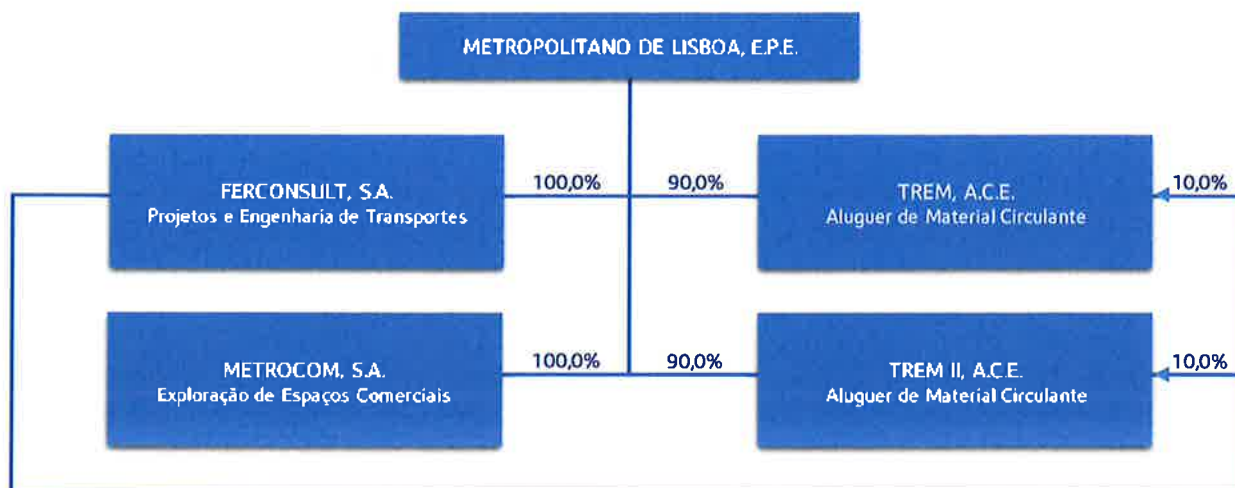 METROPOLITANO DE LISBOA, E.P.E.
FERCONSULT, S.A.
Projetos e Engenharia de Transportes
100,0%
90,0%
TREM, A.C.E.
Aluguer de Material Circulante
10,0%
METROCOM, S.A.
Exploração de Espaços Comerciais
100,0%
90,0%
TREM II, A.C.E.
Aluguer de Material Circulante
10,0%